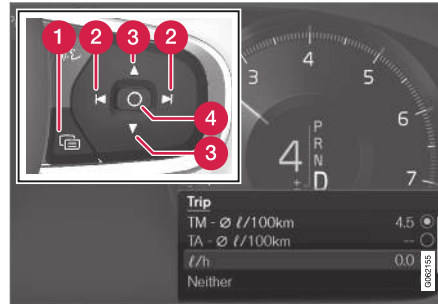 1
2
3
2
4
3
3
4
5
6
7
4
P
R
N
± D
Trip
TM - Ø ℓ/100km 4.5
TA - Ø ℓ/100km --
ℓ/h 0.0
Neither
G062155